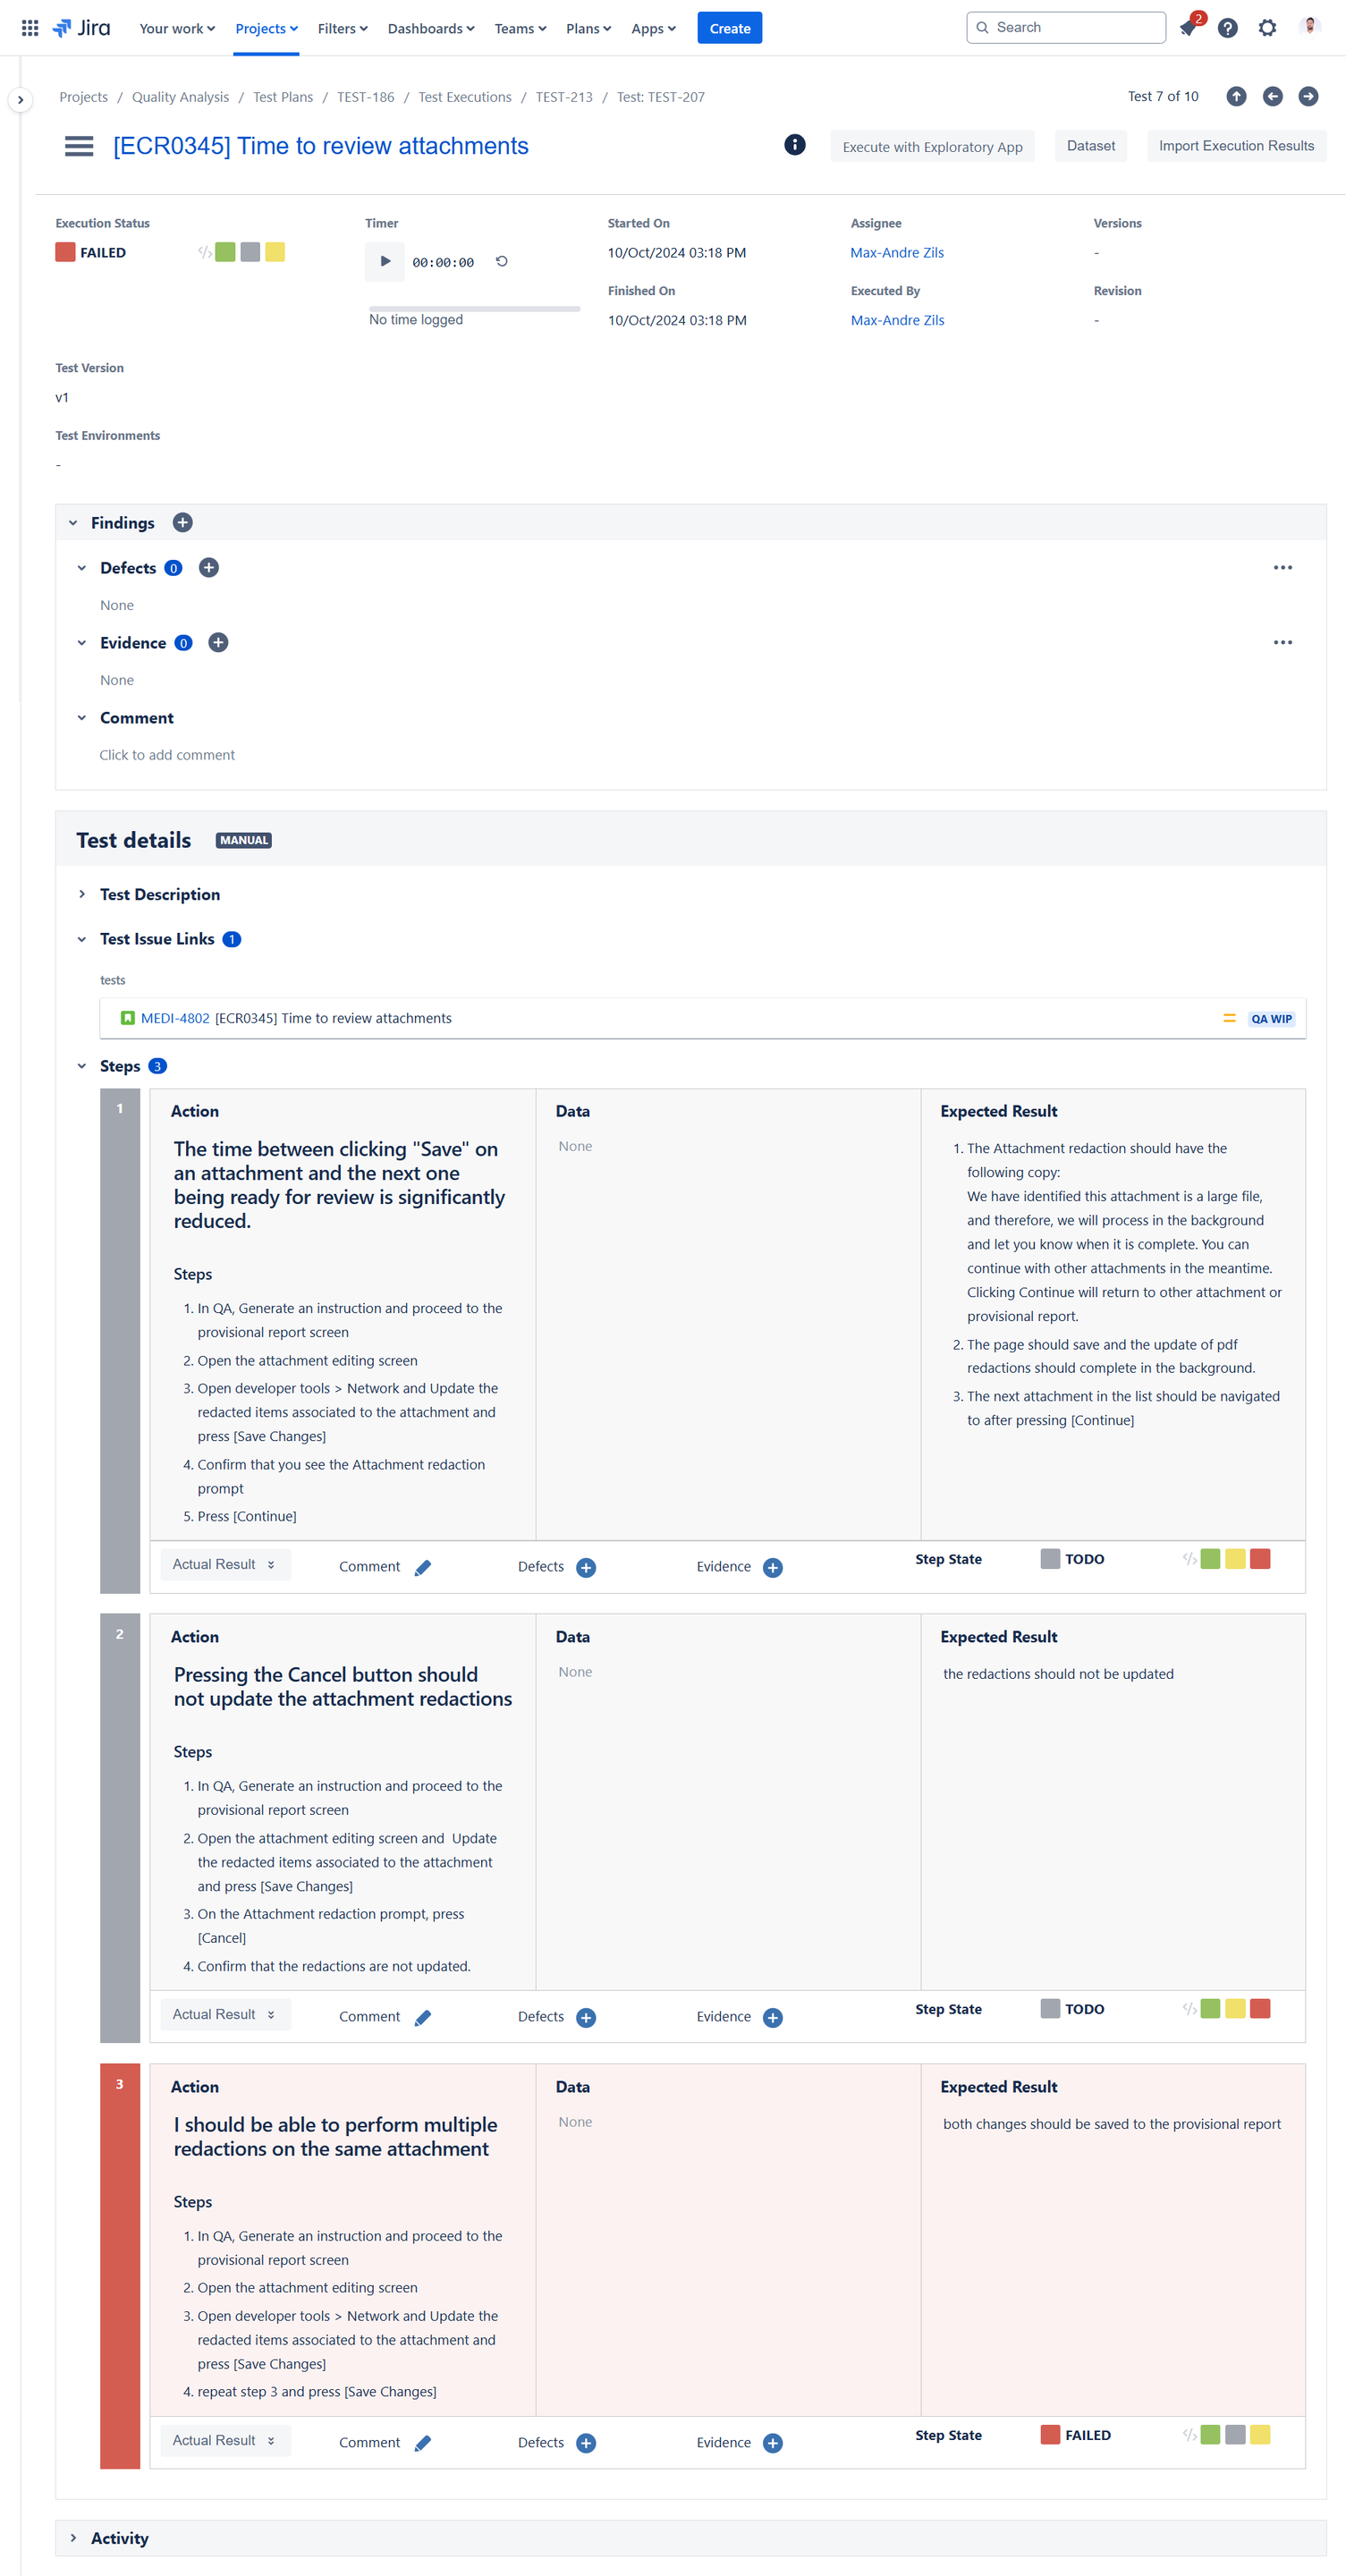 Jira
Your work
Projects
Filters
Dashboards
Teams
Plans
Apps
Create
Search
2
Projects / Quality Analysis / Test Plans / TEST-186 / Test Executions / TEST-213 / Test: TEST-207
Test 7 of 10
[ECR0345] Time to review attachments
Execute with Exploratory App
Dataset
Import Execution Results
Execution Status
Timer
Started On
Assignee
Versions
FAILED
</>
00:00:00
10/Oct/2024 03:18 PM
Max-Andre Zils
-
Finished On
Executed By
Revision
No time logged
10/Oct/2024 03:18 PM
Max-Andre Zils
-
Test Version
v1
Test Environments
-
Findings
Defects 0
None
Evidence 0
None
Comment
Click to add comment
Test details MANUAL
Test Description
Test Issue Links 1
tests
MEDI-4802 [ECR0345] Time to review attachments
QA WIP
Steps 3
1
Action
The time between clicking "Save" on
an attachment and the next one
being ready for review is significantly
reduced.
Steps
1. In QA, Generate an instruction and proceed to the
provisional report screen
2. Open the attachment editing screen
3. Open developer tools > Network and Update the
redacted items associated to the attachment and
press [Save Changes]
4. Confirm that you see the Attachment redaction
prompt
5. Press [Continue]
Data
None
Expected Result
1. The Attachment redaction should have the
following copy:
We have identified this attachment is a large file,
and therefore, we will process in the background
and let you know when it is complete. You can
continue with other attachments in the meantime.
Clicking Continue will return to other attachment or
provisional report.
2. The page should save and the update of pdf
redactions should complete in the background.
3. The next attachment in the list should be navigated
to after pressing [Continue]
Actual Result
Comment
Defects
Evidence
Step State
TODO
</>
2
Action
Pressing the Cancel button should
not update the attachment redactions
Steps
1. In QA, Generate an instruction and proceed to the
provisional report screen
2. Open the attachment editing screen and  Update
the redacted items associated to the attachment
and press [Save Changes]
3. On the Attachment redaction prompt, press
[Cancel]
4. Confirm that the redactions are not updated.
Data
None
Expected Result
the redactions should not be updated
Actual Result
Comment
Defects
Evidence
Step State
TODO
</>
3
Action
I should be able to perform multiple
redactions on the same attachment
Steps
1. In QA, Generate an instruction and proceed to the
provisional report screen
2. Open the attachment editing screen
3. Open developer tools > Network and Update the
redacted items associated to the attachment and
press [Save Changes]
4. repeat step 3 and press [Save Changes]
Data
None
Expected Result
both changes should be saved to the provisional report
Actual Result
Comment
Defects
Evidence
Step State
FAILED
</>
Activity